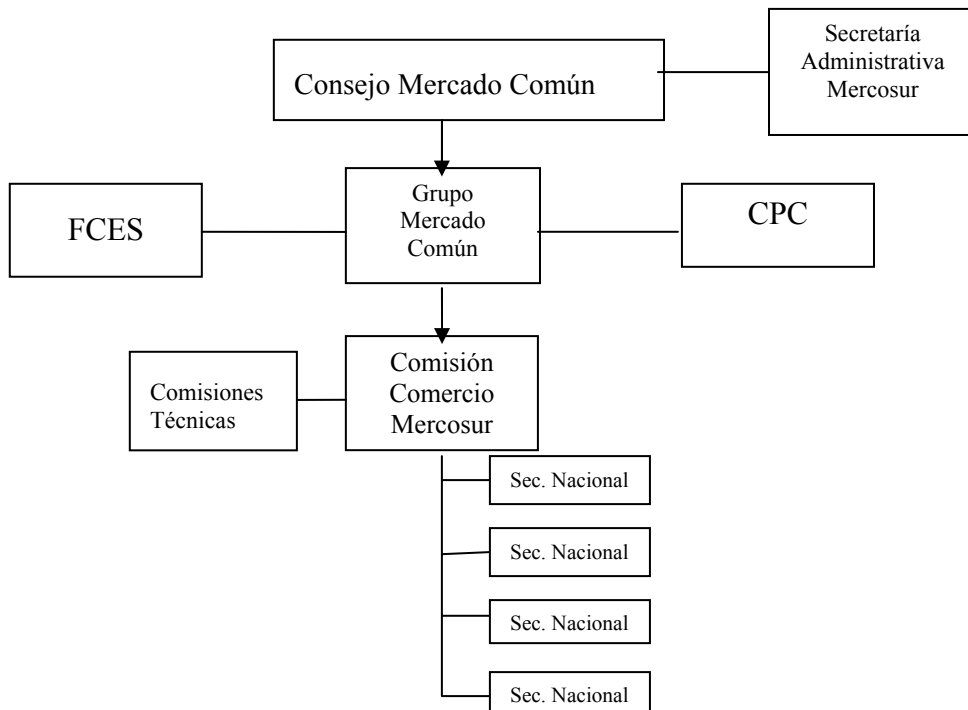 Secretaría
Administrativa
Mercosur
Consejo Mercado Común
Grupo
Mercado
Común
FCES
CPC
Comisión
Comercio
Mercosur
Comisiones
Técnicas
Sec. Nacional
Sec. Nacional
Sec. Nacional
Sec. Nacional